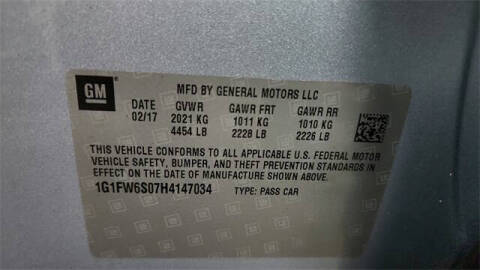 GM
MFD BY GENERAL MOTORS LLC
DATE GVWR GAWR FRT GAWR RR
02/17 2021 KG 1011 KG 1010 KG
4454 LB 2228 LB 2226 LB
THIS VEHICLE CONFORMS TO ALL APPLICABLE U.S. FEDERAL MOTOR
VEHICLE SAFETY, BUMPER, AND THEFT PREVENTION STANDARDS IN
EFFECT ON THE DATE OF MANUFACTURE SHOWN ABOVE.
1G1FW6S07H4147034 TYPE: PASS CAR